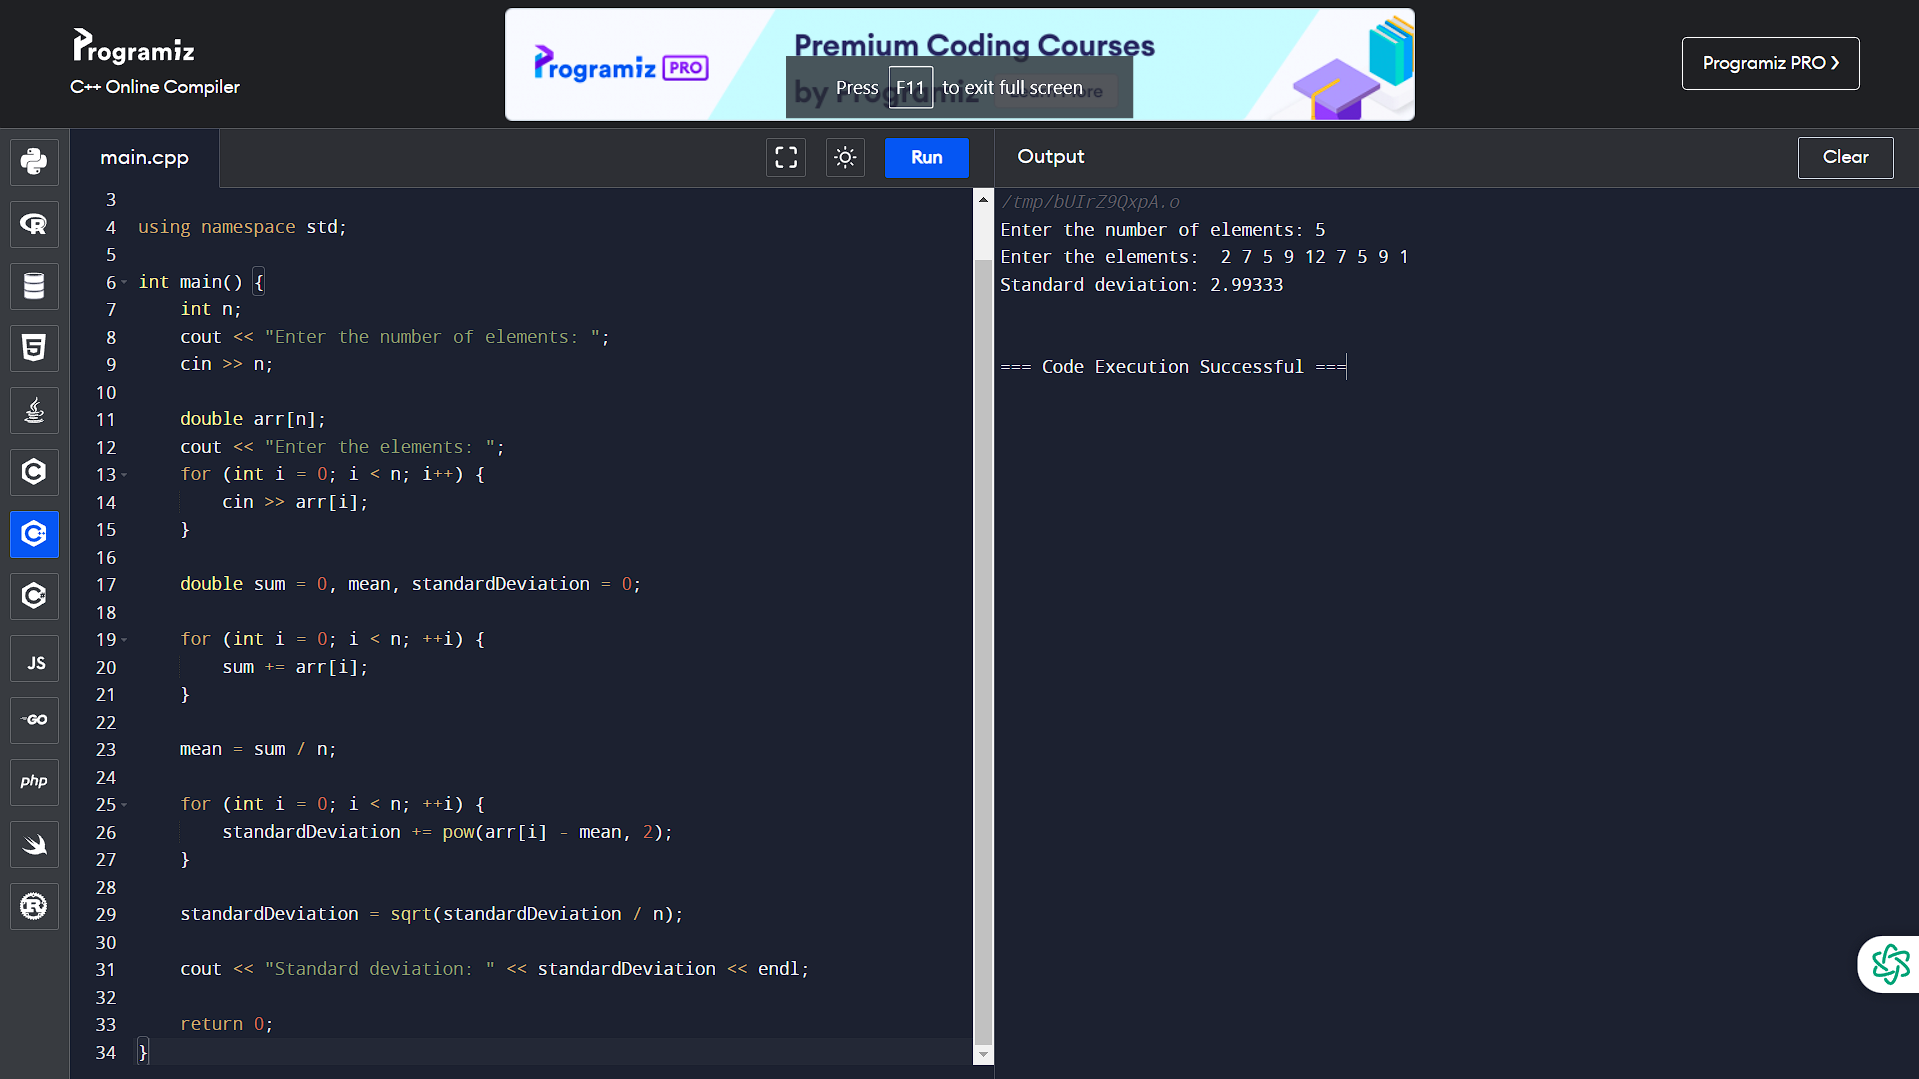 Programiz
C++ Online Compiler
Programiz PRO
Premium Coding Courses
by Programiz
Press F11 to exit full screen
Programiz PRO ❯
main.cpp
Run
Output
Clear
3
4 using namespace std;
5
6 int main() {
7     int n;
8     cout << "Enter the number of elements: ";
9     cin >> n;
10
11     double arr[n];
12     cout << "Enter the elements: ";
13     for (int i = 0; i < n; i++) {
14         cin >> arr[i];
15     }
16
17     double sum = 0, mean, standardDeviation = 0;
18
19     for (int i = 0; i < n; ++i) {
20         sum += arr[i];
21     }
22
23     mean = sum / n;
24
25     for (int i = 0; i < n; ++i) {
26         standardDeviation += pow(arr[i] - mean, 2);
27     }
28
29     standardDeviation = sqrt(standardDeviation / n);
30
31     cout << "Standard deviation: " << standardDeviation << endl;
32
33     return 0;
34 }
/tmp/bUIrZ9QxpA.o
Enter the number of elements: 5
Enter the elements:  2 7 5 9 12 7 5 9 1
Standard deviation: 2.99333
=== Code Execution Successful ===
R
5
C
C++
C#
JS
GO
php
R